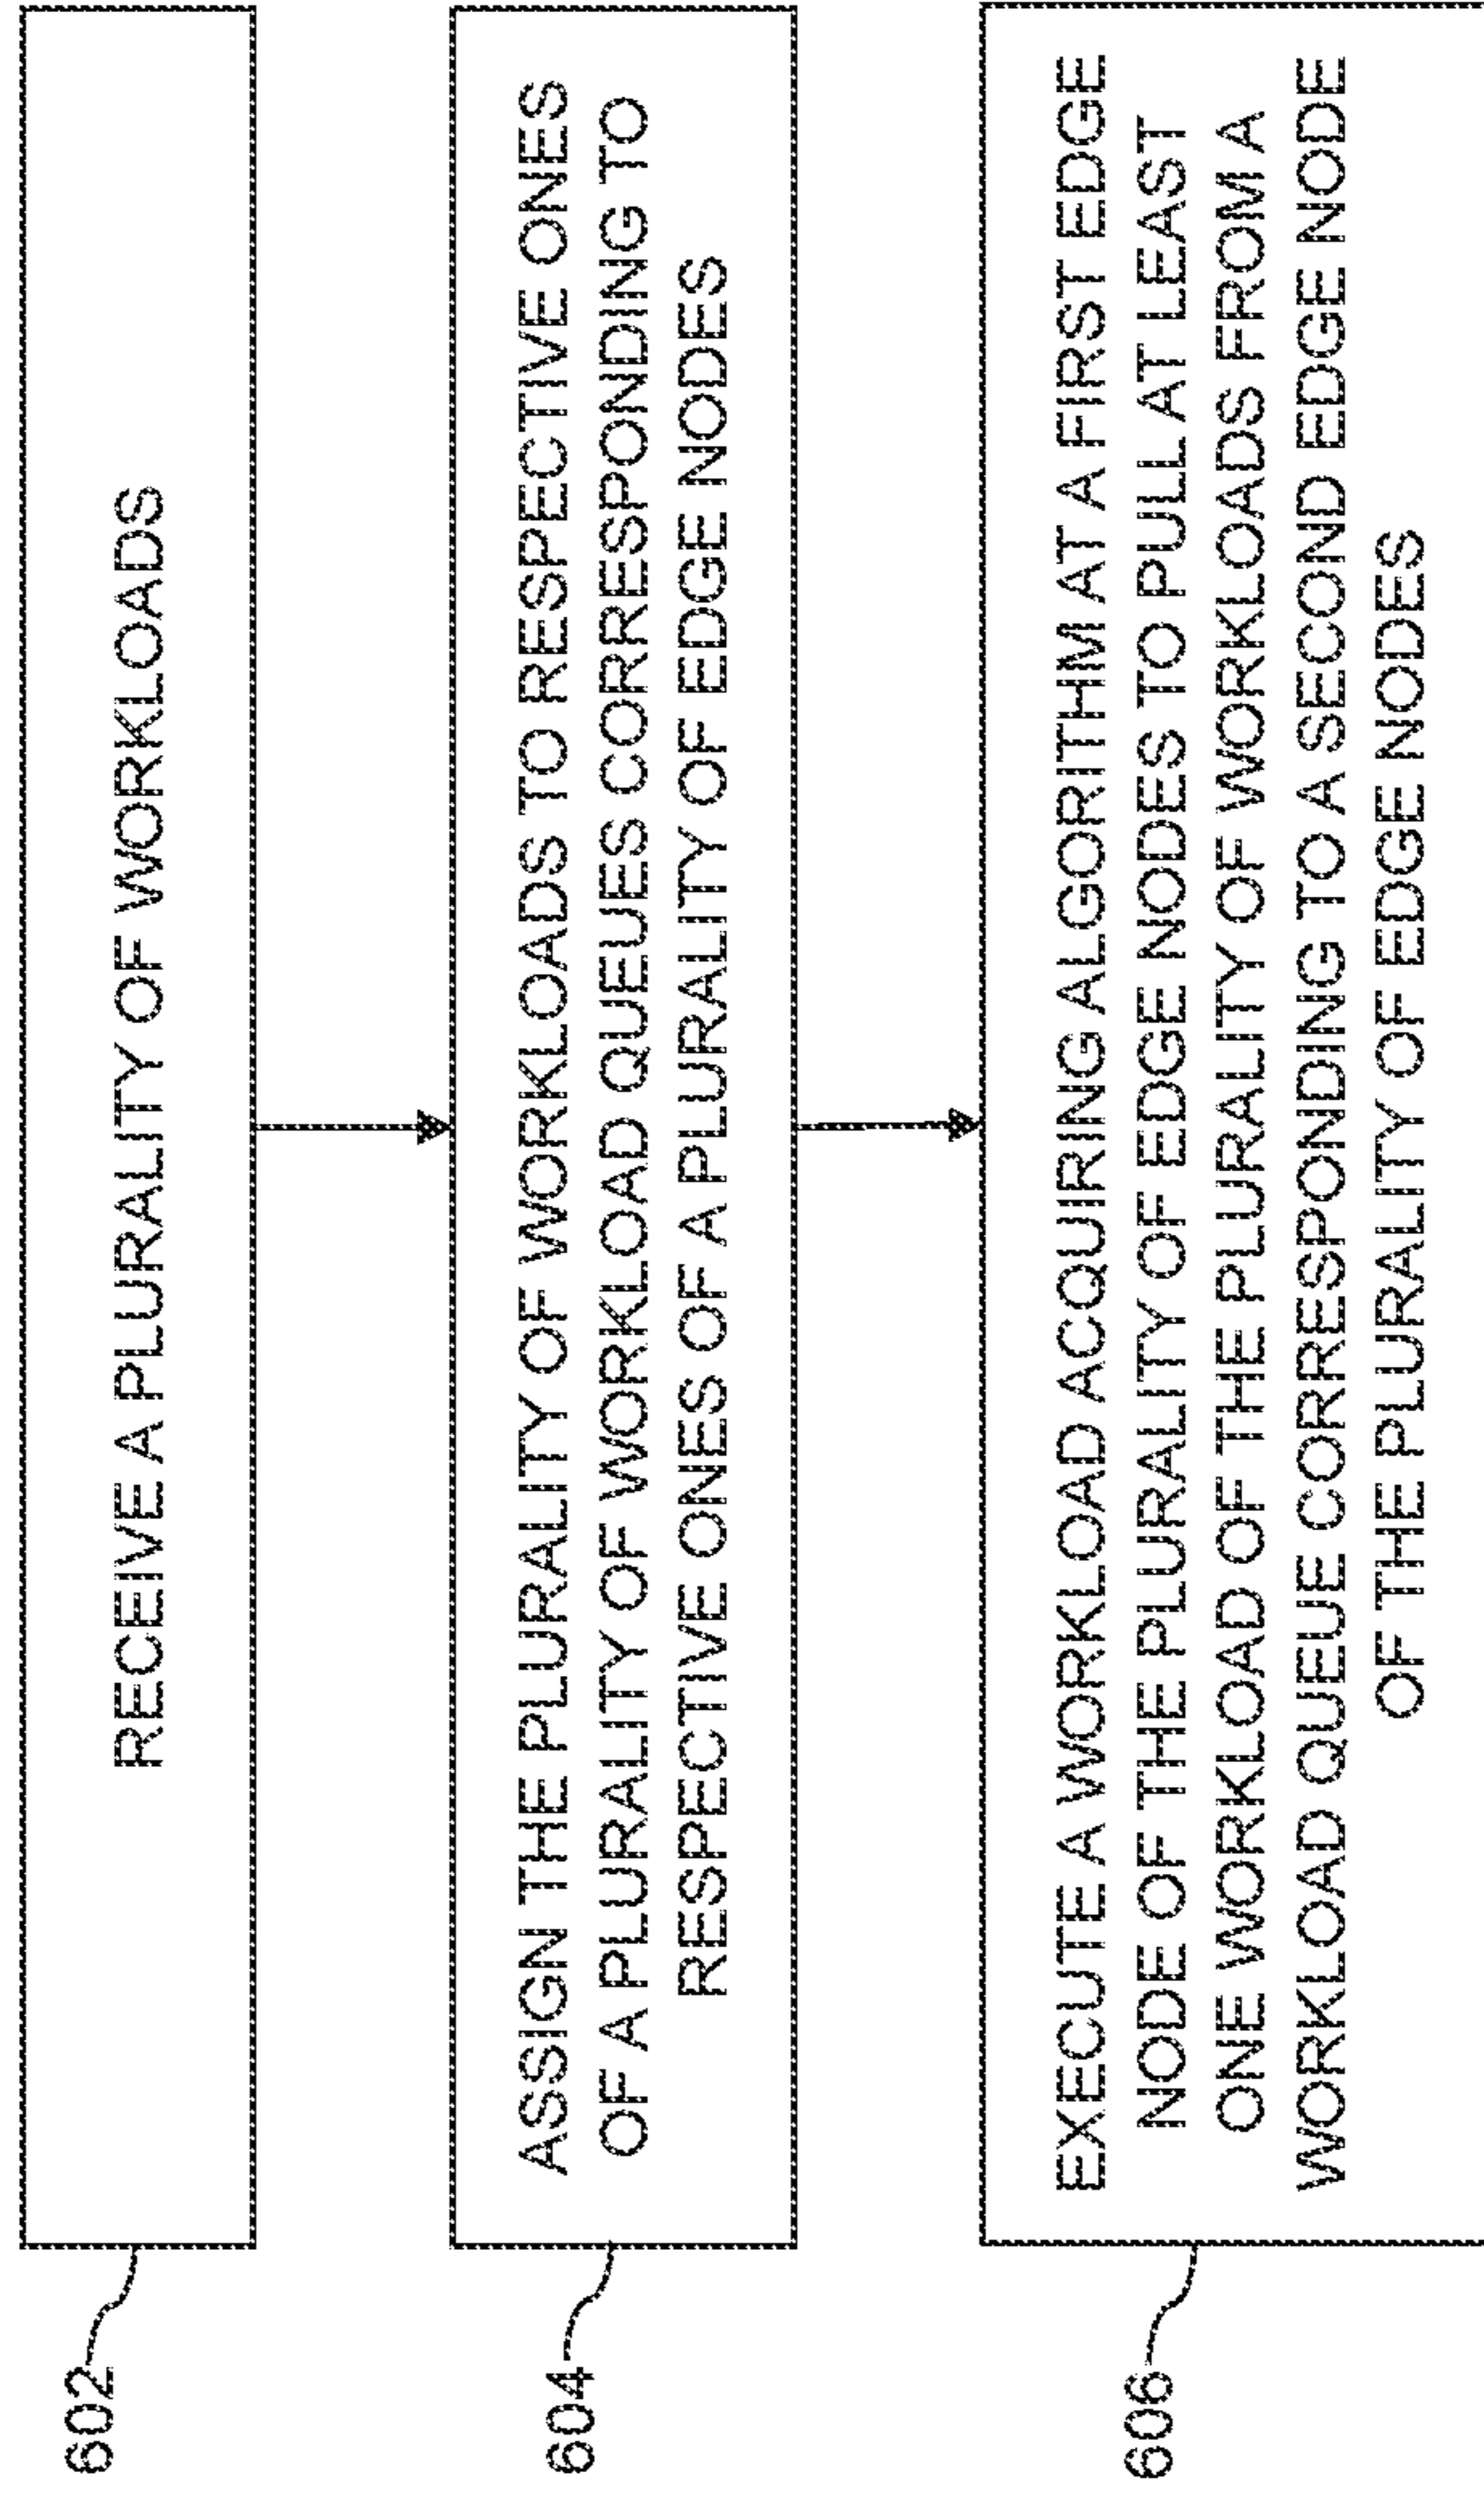 602
RECEIVE A PLURALITY OF WORKLOADS
604
ASSIGN THE PLURALITY OF WORKLOADS TO RESPECTIVE ONES
OF A PLURALITY OF WORKLOAD QUEUES CORRESPONDING TO
RESPECTIVE ONES OF A PLURALITY OF EDGE NODES
606
EXECUTE A WORKLOAD ACQUIRING ALGORITHM AT A FIRST EDGE
NODE OF THE PLURALITY OF EDGE NODES TO PULL AT LEAST
ONE WORKLOAD OF THE PLURALITY OF WORKLOADS FROM A
WORKLOAD QUEUE CORRESPONDING TO A SECOND EDGE NODE
OF THE PLURALITY OF EDGE NODES